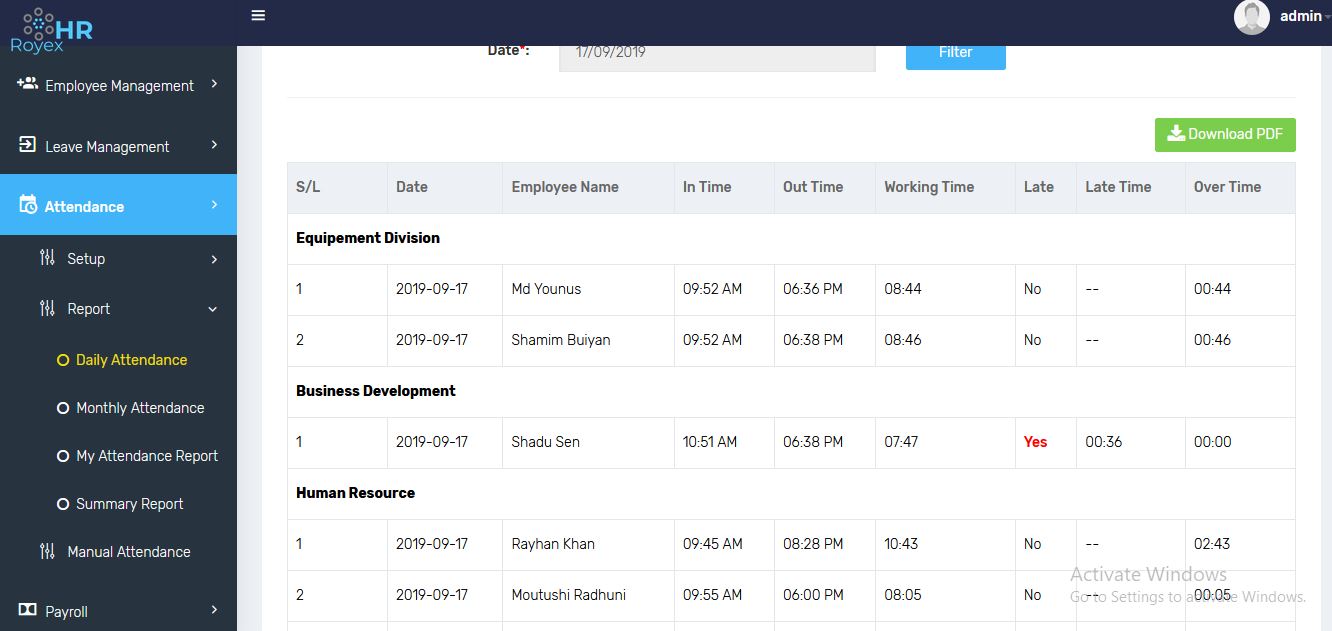 HR
Royex
admin
Employee Management
Leave Management
Attendance
Setup
Report
Daily Attendance
Monthly Attendance
My Attendance Report
Summary Report
Manual Attendance
Payroll
Date*: 17/09/2019 Filter
Download PDF
S/L Date Employee Name In Time Out Time Working Time Late Late Time Over Time
Equipement Division
1 2019-09-17 Md Younus 09:52 AM 06:36 PM 08:44 No -- 00:44
2 2019-09-17 Shamim Buiyan 09:52 AM 06:38 PM 08:46 No -- 00:46
Business Development
1 2019-09-17 Shadu Sen 10:51 AM 06:38 PM 07:47 Yes 00:36 00:00
Human Resource
1 2019-09-17 Rayhan Khan 09:45 AM 08:28 PM 10:43 No -- 02:43
2 2019-09-17 Moutushi Radhuni 09:55 AM 06:00 PM 08:05 No -- 00:05
Activate Windows
Go to Settings to activate Windows.